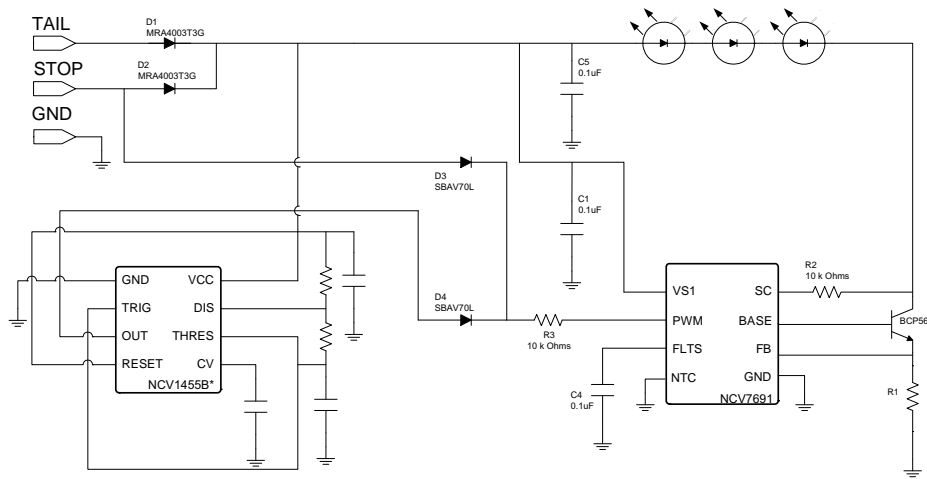 TAIL
D1
MRA4003T3G
STOP
D2
MRA4003T3G
GND
C5
0.1uF
D3
SBAV70L
C1
0.1uF
GND
VCC
TRIG
DIS
OUT
THRES
RESET
CV
NCV1455B*
D4
SBAV70L
R3
10 k Ohms
C4
0.1uF
VS1
SC
PWM
BASE
FLTS
FB
NTC
GND
NCV7691
R2
10 k Ohms
BCP56
R1